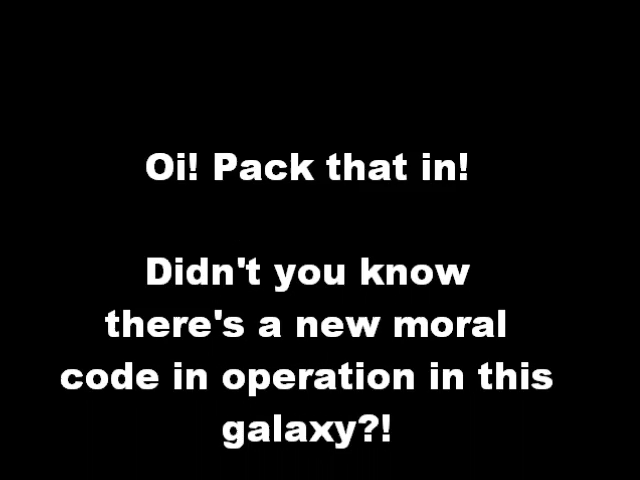 Oi! Pack that in!
Didn't you know
there's a new moral
code in operation in this
galaxy?!